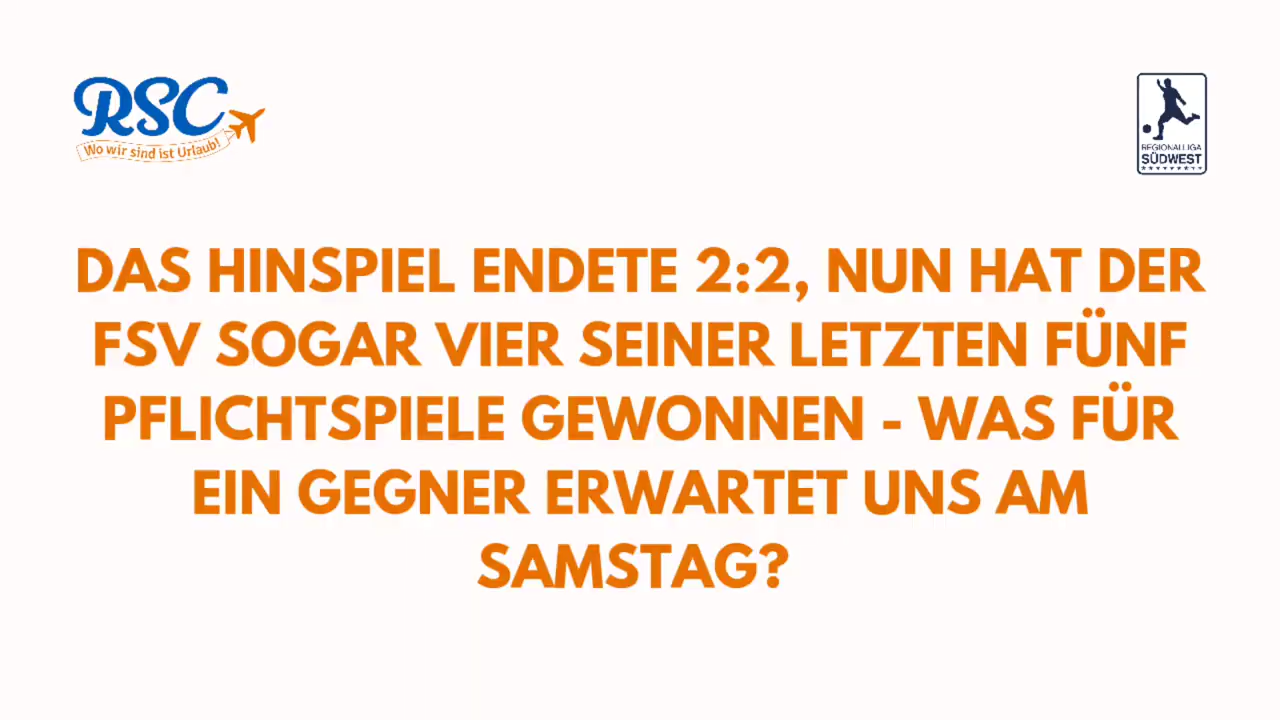 RSC
Wo wir sind ist Urlaub!
REGIONALLIGA
SÜDWEST
DAS HINSPIEL ENDETE 2:2, NUN HAT DER
FSV SOGAR VIER SEINER LETZTEN FÜNF
PFLICHTSPIELE GEWONNEN - WAS FÜR
EIN GEGNER ERWARTET UNS AM
SAMSTAG?